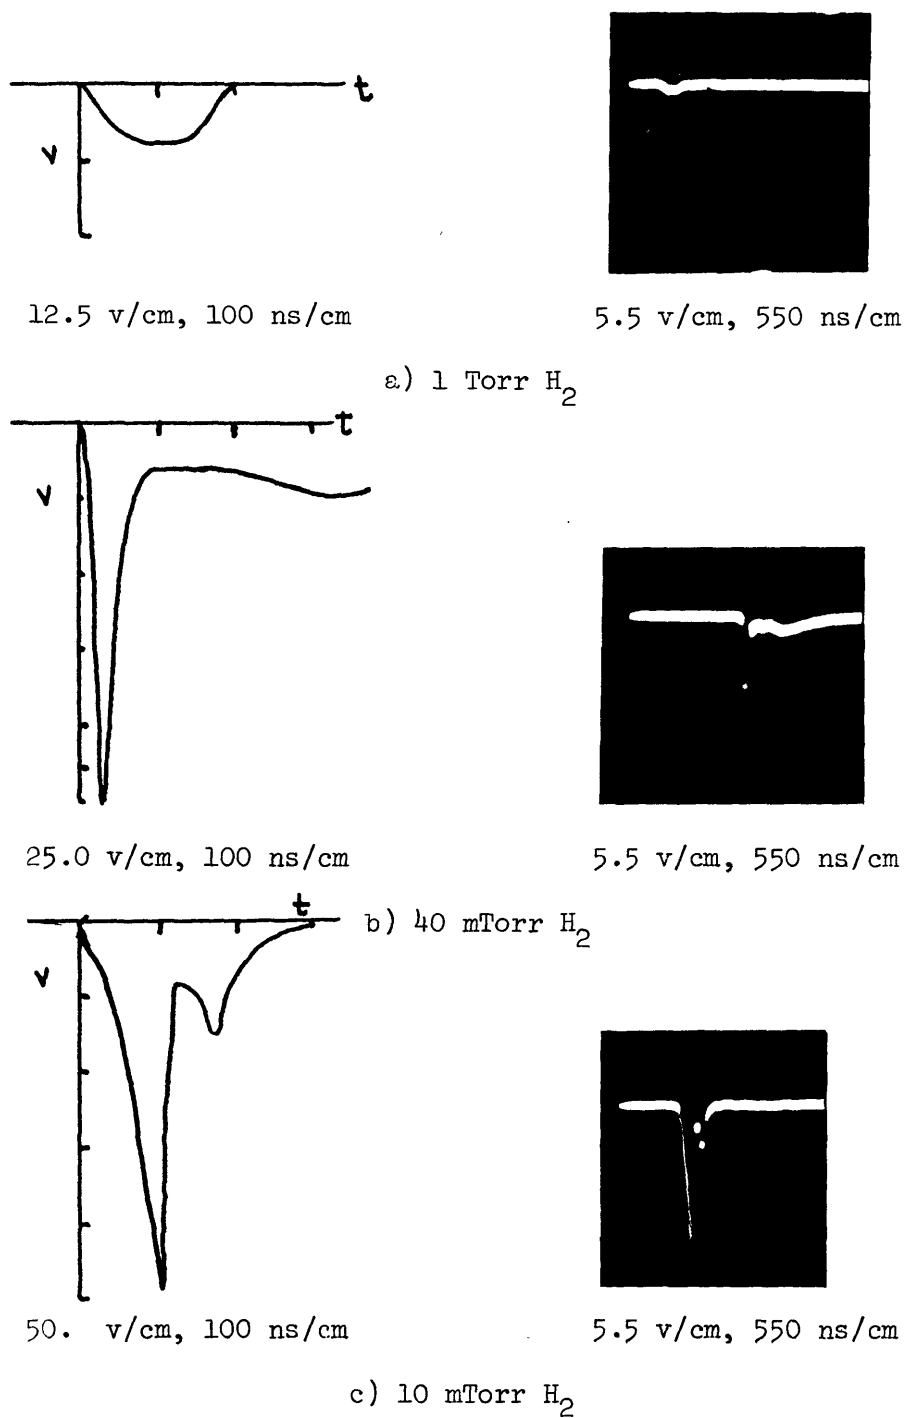 t
v
12.5 v/cm, 100 ns/cm
5.5 v/cm, 550 ns/cm
a) 1 Torr H2
t
v
25.0 v/cm, 100 ns/cm
5.5 v/cm, 550 ns/cm
b) 40 mTorr H2
t
v
50. v/cm, 100 ns/cm
5.5 v/cm, 550 ns/cm
c) 10 mTorr H2